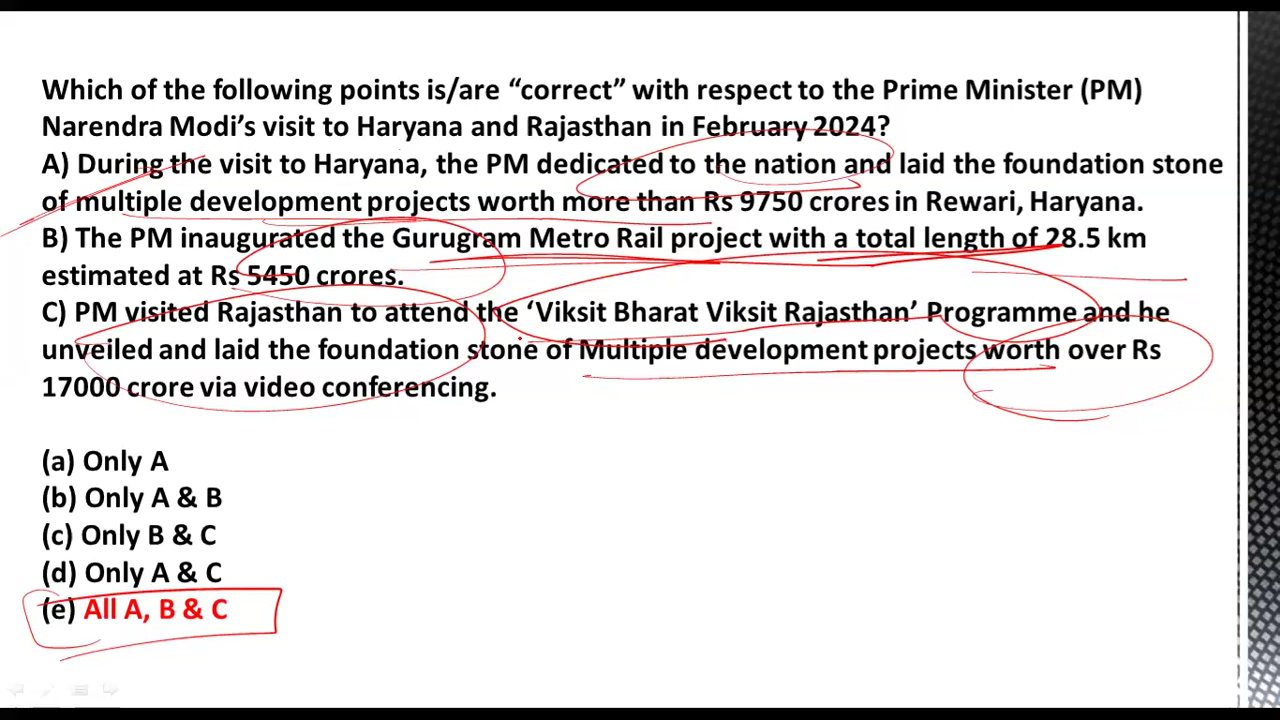 Which of the following points is/are “correct” with respect to the Prime Minister (PM)
Narendra Modi’s visit to Haryana and Rajasthan in February 2024?
A) During the visit to Haryana, the PM dedicated to the nation and laid the foundation stone
of multiple development projects worth more than Rs 9750 crores in Rewari, Haryana.
B) The PM inaugurated the Gurugram Metro Rail project with a total length of 28.5 km
estimated at Rs 5450 crores.
C) PM visited Rajasthan to attend the ‘Viksit Bharat Viksit Rajasthan’ Programme and he
unveiled and laid the foundation stone of Multiple development projects worth over Rs
17000 crore via video conferencing.
(a) Only A
(b) Only A & B
(c) Only B & C
(d) Only A & C
(e) All A, B & C